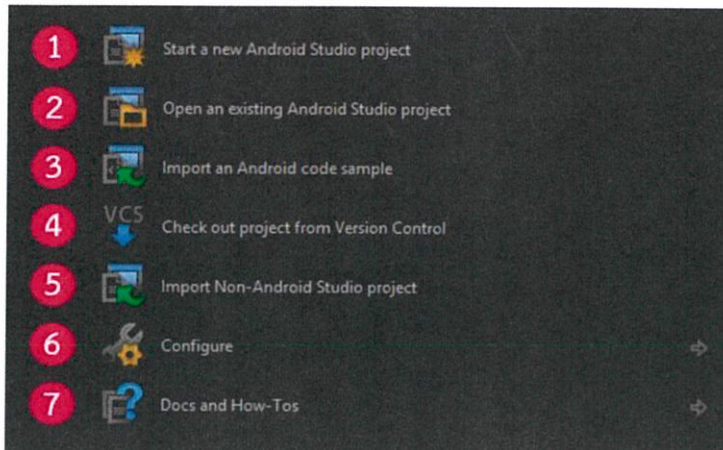 1 Start a new Android Studio project
2 Open an existing Android Studio project
3 Import an Android code sample
4 VCS Check out project from Version Control
5 Import Non-Android Studio project
6 Configure
7 Docs and How-Tos